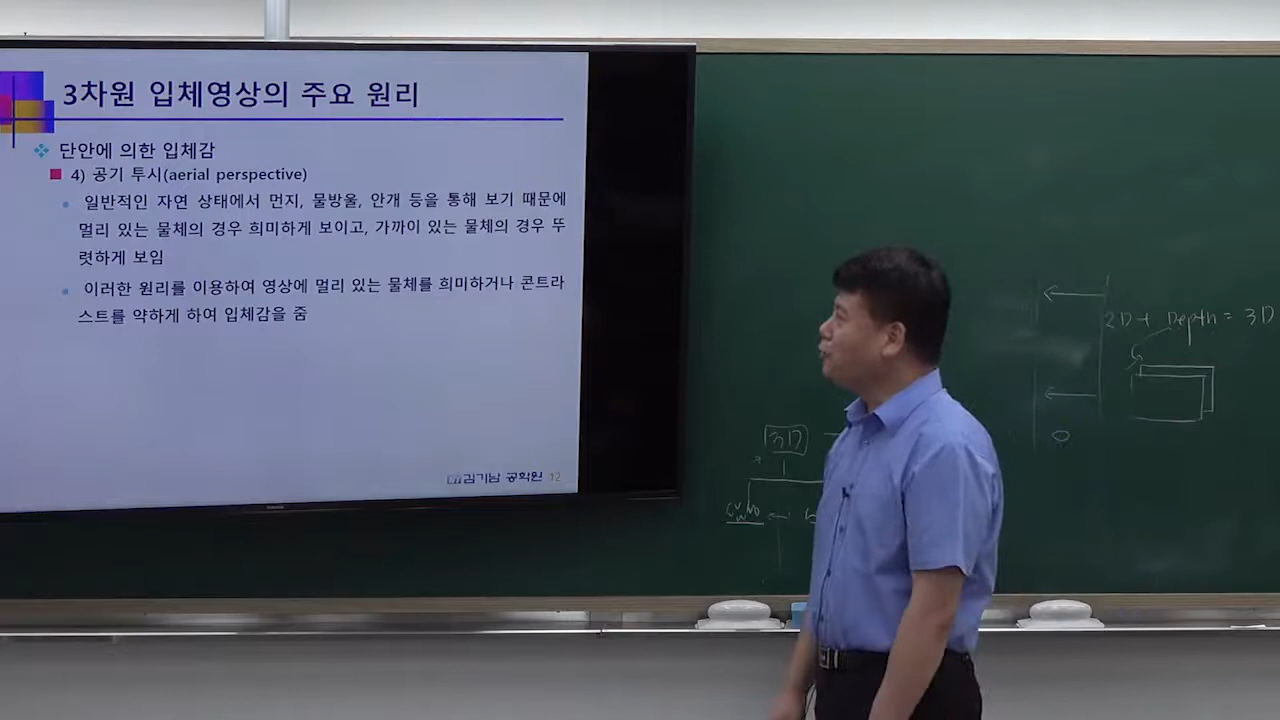 3차원 입체영상의 주요 원리
단안에 의한 입체감
4) 공기 투시(aerial perspective)
일반적인 자연 상태에서 먼지, 물방울, 안개 등을 통해 보기 때문에
멀리 있는 물체의 경우 희미하게 보이고, 가까이 있는 물체의 경우 뚜
렷하게 보임
이러한 원리를 이용하여 영상에 멀리 있는 물체를 희미하거나 콘트라
스트를 약하게 하여 입체감을 줌
김기남 공학원 12
2D + Depth = 3D
3D